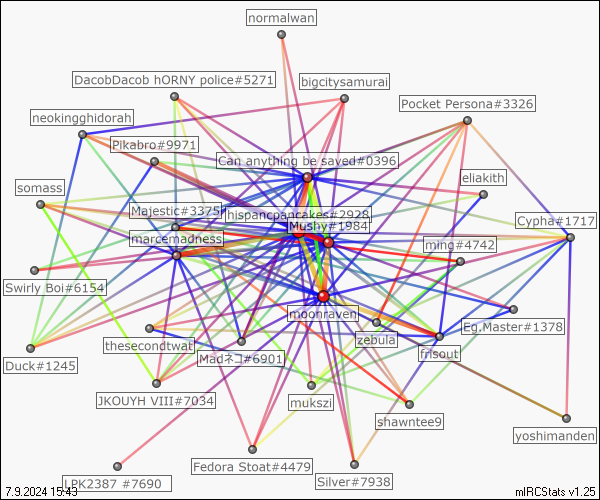 normalwan
DacobDacob hORNY police#5271
bigcitysamurai
Pocket Persona#3326
neokingghidorah
Pikabro#9971
Can anything be saved#0396
eliakith
somass
Majestic#3375
hispancpancakes#2928
Mushy#1984
Cypha#1717
marcemadness
ming#4742
Swirly Boi#6154
moonraven
Eg.Master#1378
thesecondtwat
zebula
frisout
Duck#1245
Madネコ#6901
JKOUYH VIII#7034
mukszi
shawntee9
yoshimanden
Fedora Stoat#4479
LPK2387 #7690
Silver#7938
7.9.2024 15:43
mIRCStats v1.25